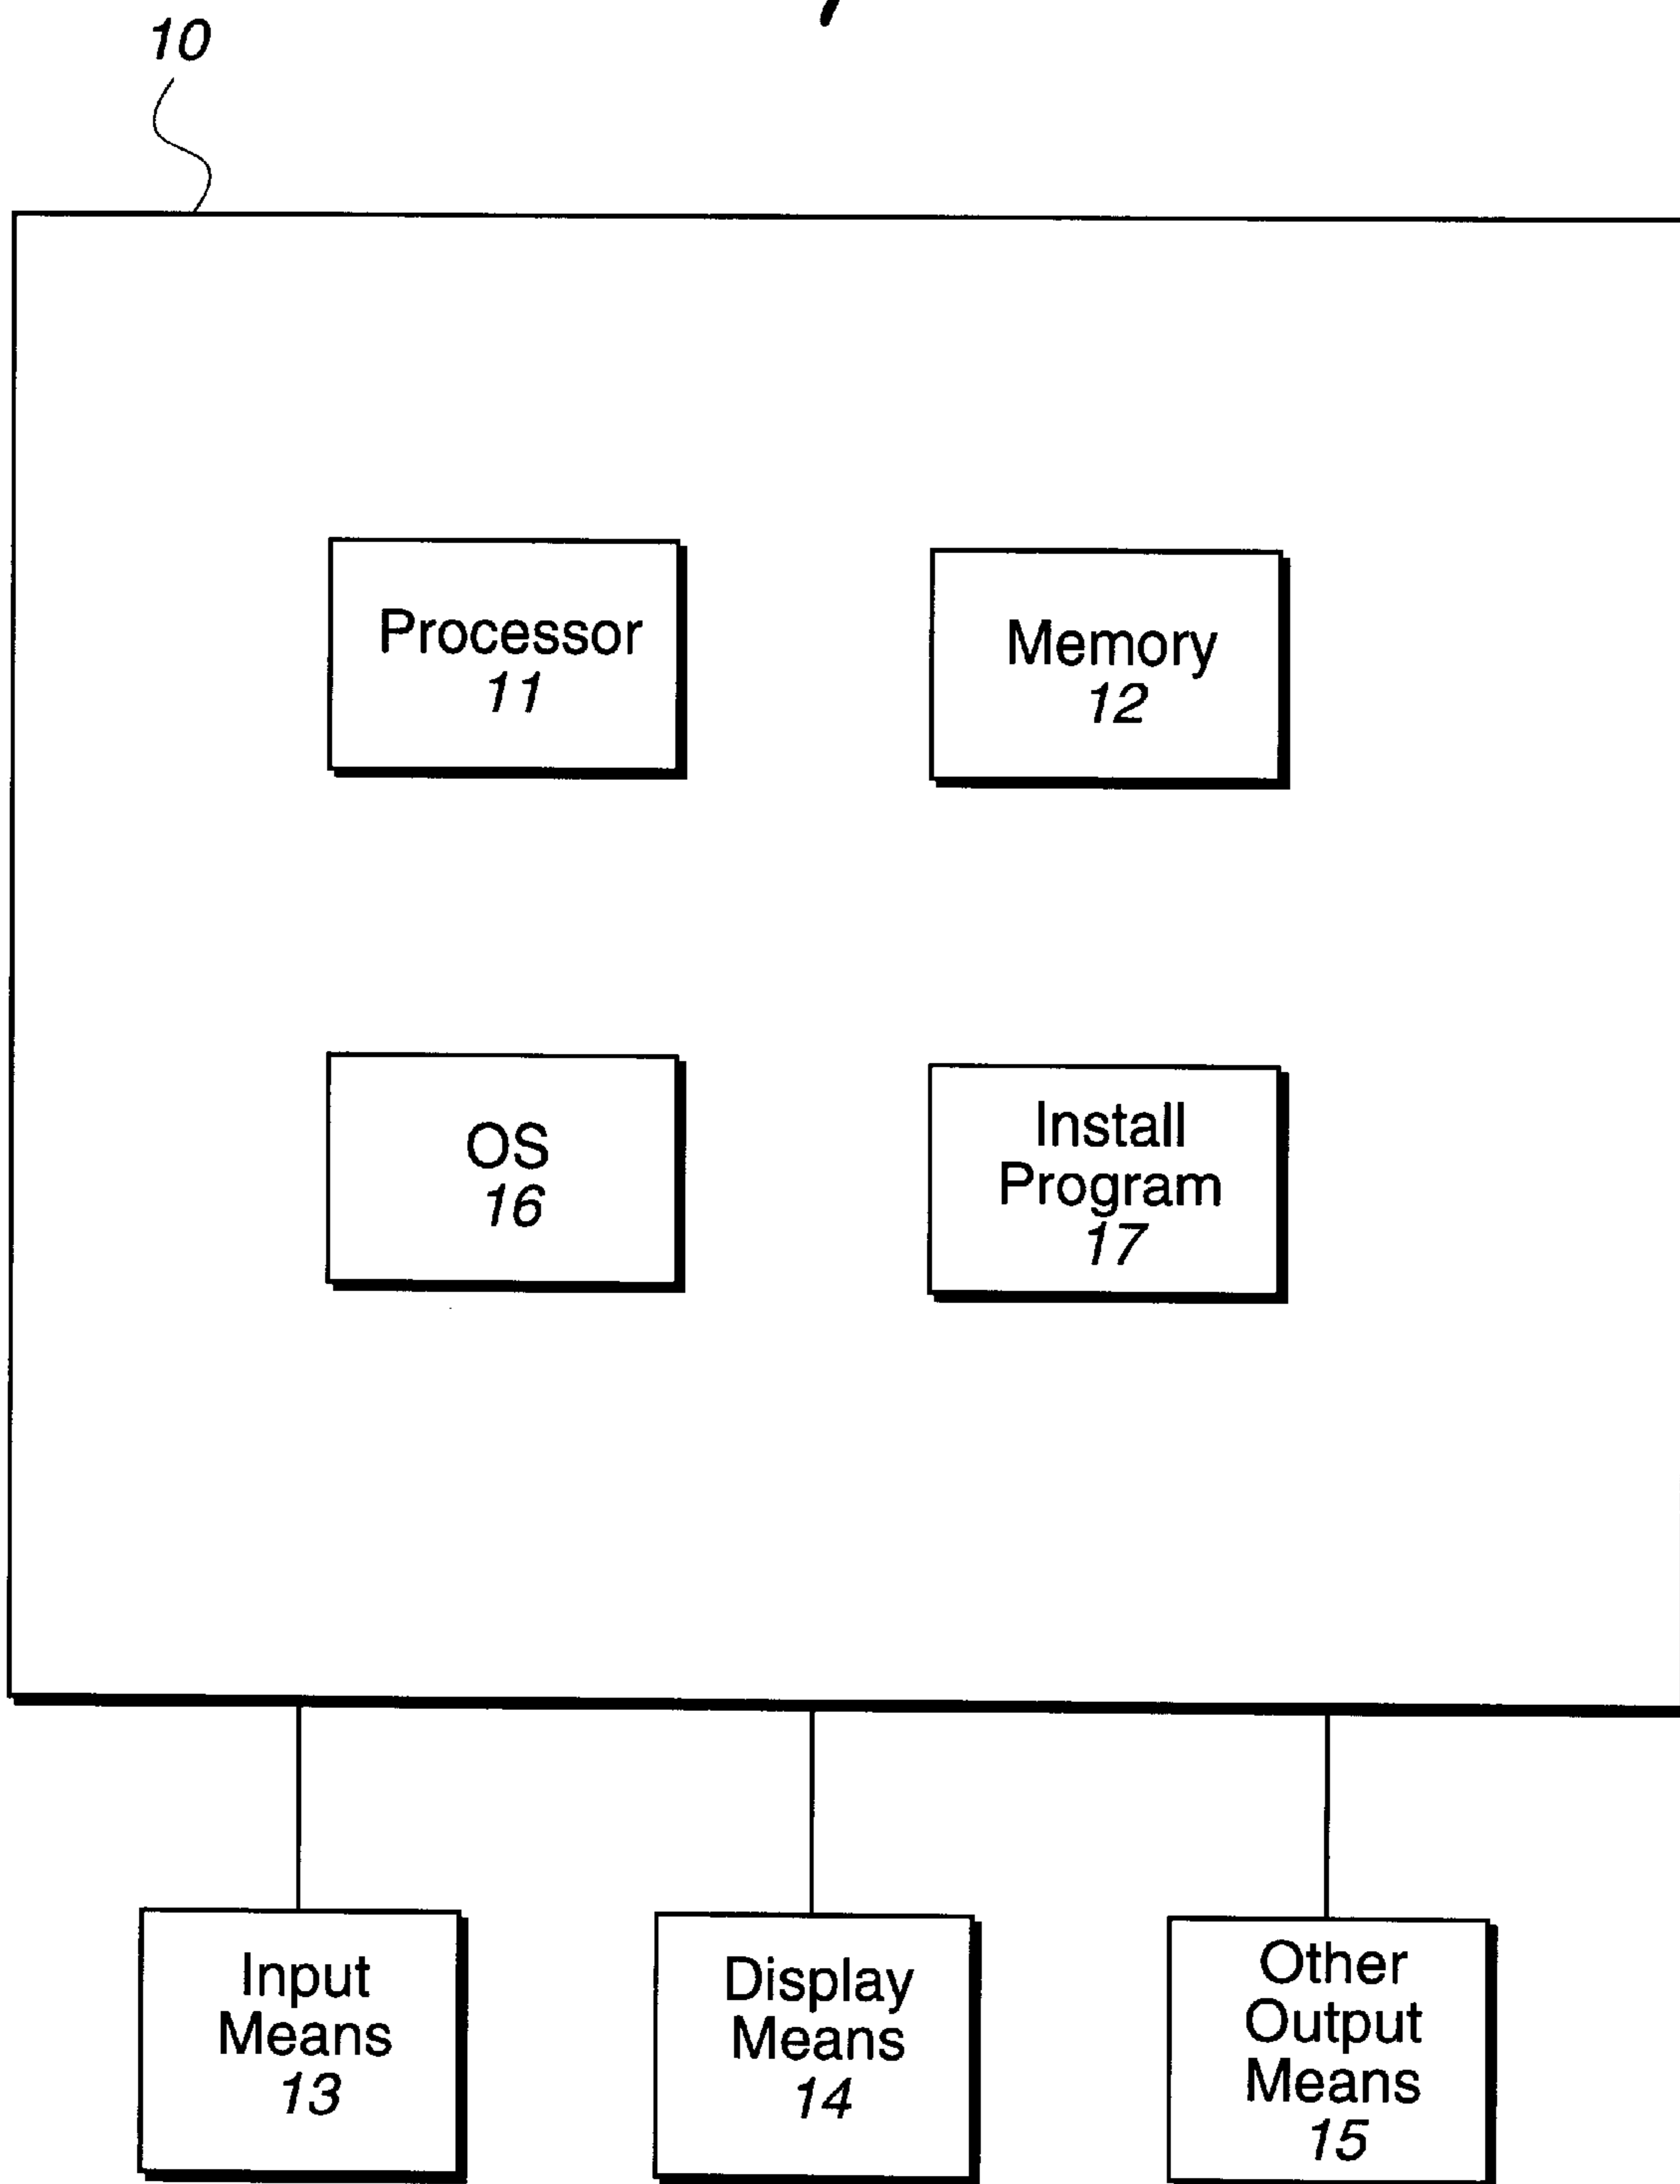 10
Processor
11
Memory
12
OS
16
Install
Program
17
Input
Means
13
Display
Means
14
Other
Output
Means
15